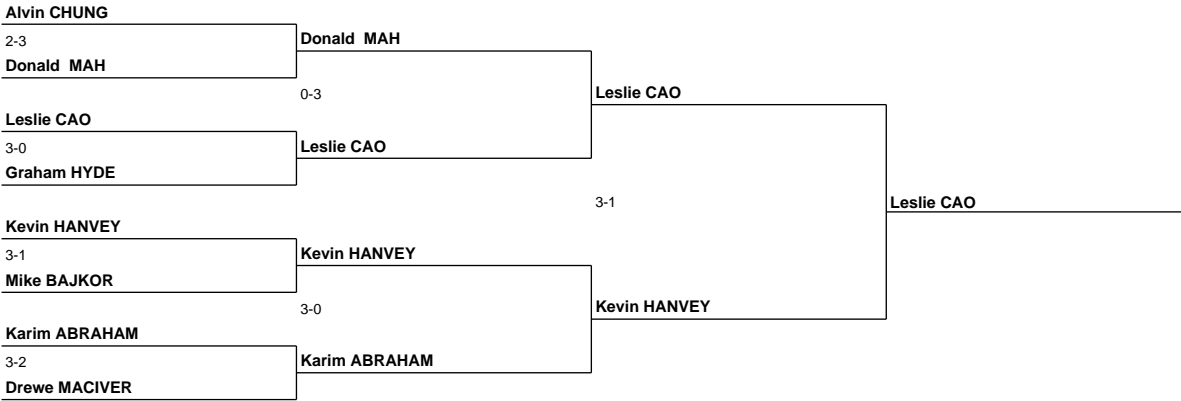 Alvin CHUNG
2-3
Donald MAH
Donald MAH
0-3
Leslie CAO
Leslie CAO
3-0
Leslie CAO
Graham HYDE
3-1
Leslie CAO
Kevin HANVEY
3-1
Kevin HANVEY
Mike BAJKOR
3-0
Kevin HANVEY
Karim ABRAHAM
3-2
Karim ABRAHAM
Drewe MACIVER